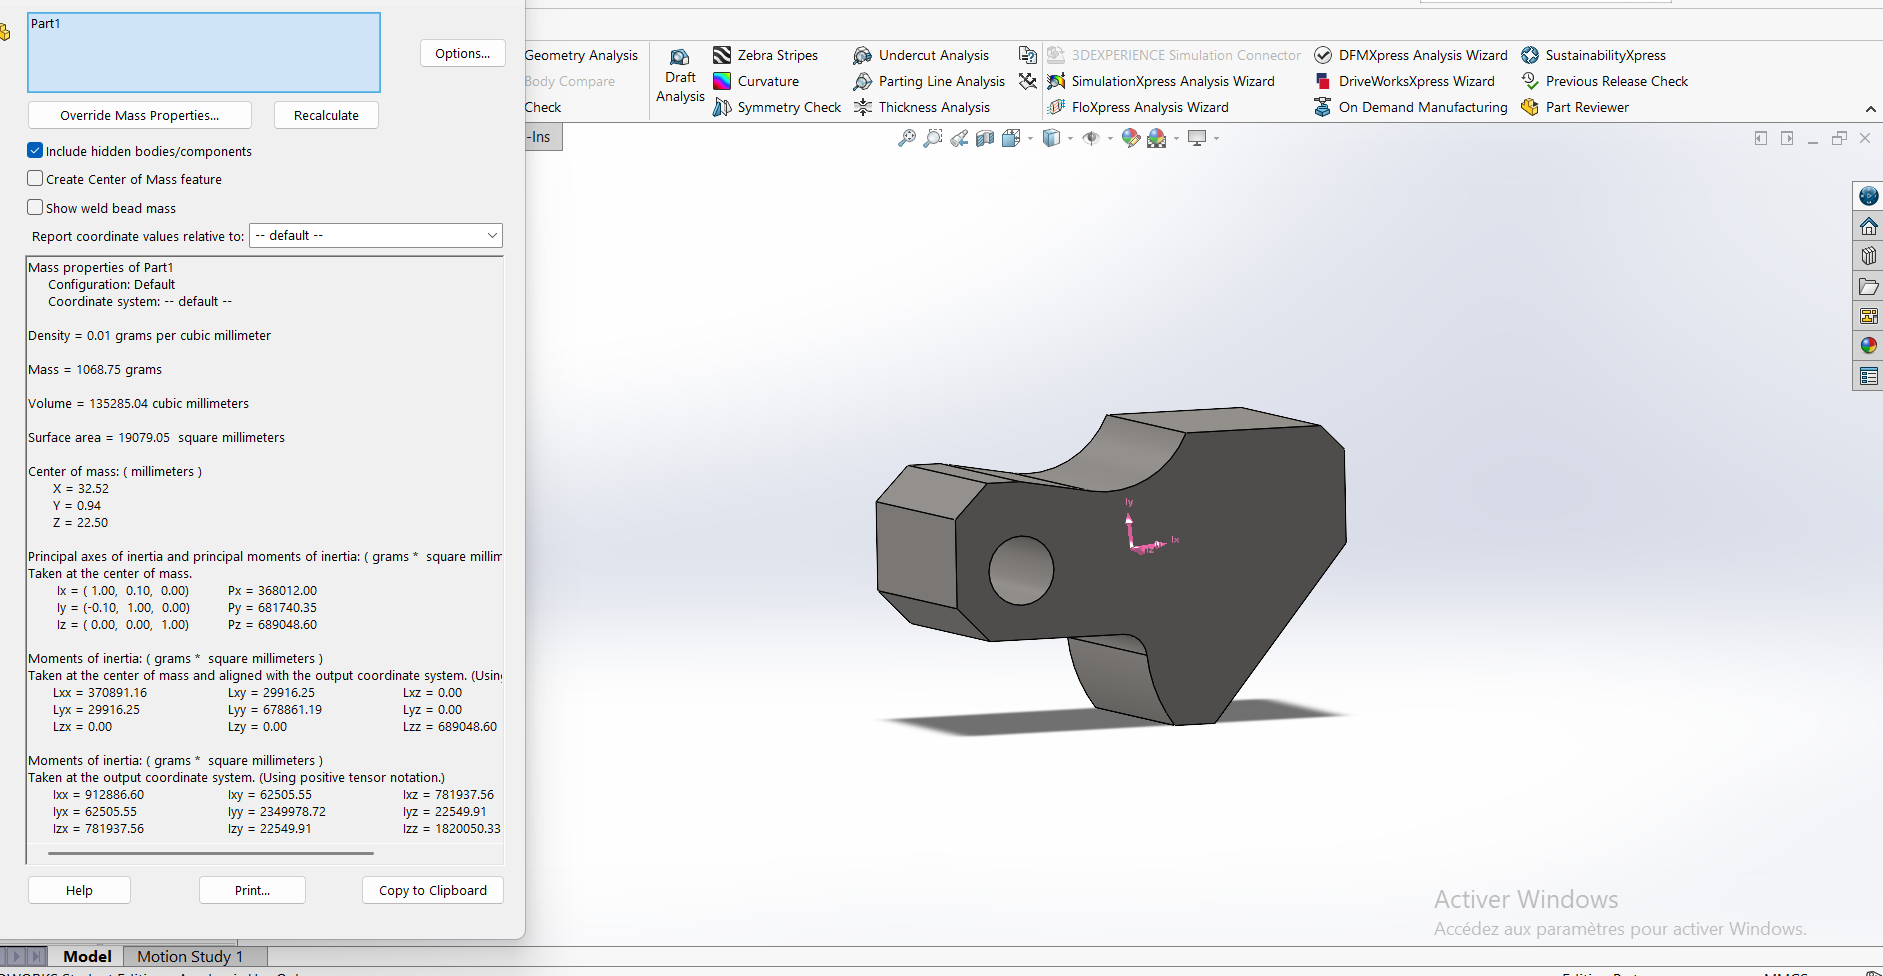 Part1
Options...
Override Mass Properties...
Recalculate
Include hidden bodies/components
Create Center of Mass feature
Show weld bead mass
Report coordinate values relative to: -- default --
Mass properties of Part1
Configuration: Default
Coordinate system: -- default --
Density = 0.01 grams per cubic millimeter
Mass = 1068.75 grams
Volume = 135285.04 cubic millimeters
Surface area = 19079.05 square millimeters
Center of mass: ( millimeters )
X = 32.52
Y = 0.94
Z = 22.50
Principal axes of inertia and principal moments of inertia: ( grams * square millim
Taken at the center of mass.
Ix = ( 1.00, 0.10, 0.00) Px = 368012.00
Iy = (-0.10, 1.00, 0.00) Py = 681740.35
Iz = ( 0.00, 0.00, 1.00) Pz = 689048.60
Moments of inertia: ( grams * square millimeters )
Taken at the center of mass and aligned with the output coordinate system. (Usin
Lxx = 370891.16 Lxy = 29916.25 Lxz = 0.00
Lyx = 29916.25 Lyy = 678861.19 Lyz = 0.00
Lzx = 0.00 Lzy = 0.00 Lzz = 689048.60
Moments of inertia: ( grams * square millimeters )
Taken at the output coordinate system. (Using positive tensor notation.)
Ixx = 912886.60 Ixy = 62505.55 Ixz = 781937.56
Iyx = 62505.55 Iyy = 2349978.72 Iyz = 22549.91
Izx = 781937.56 Izy = 22549.91 Izz = 1820050.33
Help
Print...
Copy to Clipboard
Model
Motion Study 1
Geometry Analysis
Body Compare
Check
Draft
Analysis
Zebra Stripes
Curvature
Symmetry Check
Undercut Analysis
Parting Line Analysis
Thickness Analysis
3DEXPERIENCE Simulation Connector
SimulationXpress Analysis Wizard
FloXpress Analysis Wizard
DFMXpress Analysis Wizard
DriveWorksXpress Wizard
On Demand Manufacturing
SustainabilityXpress
Previous Release Check
Part Reviewer
-Ins
Iy
Ix
Iz
Activer Windows
Accédez aux paramètres pour activer Windows.